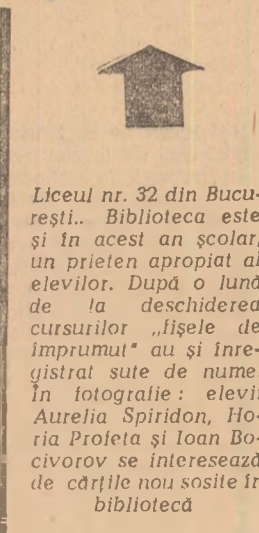 Liceul nr. 32 din Bucu-
rești.. Biblioteca este
și în acest an școlar,
un prieten apropiat al
elevilor. După o lună
de la deschiderea
cursurilor „fișele de
împrumut" au și înre-
gistrat sute de nume.
În fotografie : elevii
Aurelia Spiridon, Ho-
ria Profeta și Ioan Bo-
civorov se interesează
de cărțile nou sosite în
bibliotecă